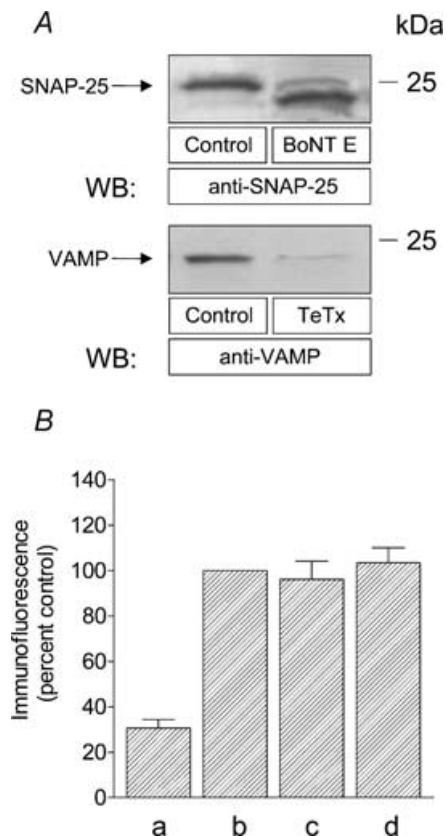 A
kDa
SNAP-25
25
Control
BoNT E
WB:
anti-SNAP-25
25
VAMP
Control
TeTx
WB:
anti-VAMP
B
Immunofluorescence
(percent control)
140
120
100
80
60
40
20
0
a b c d